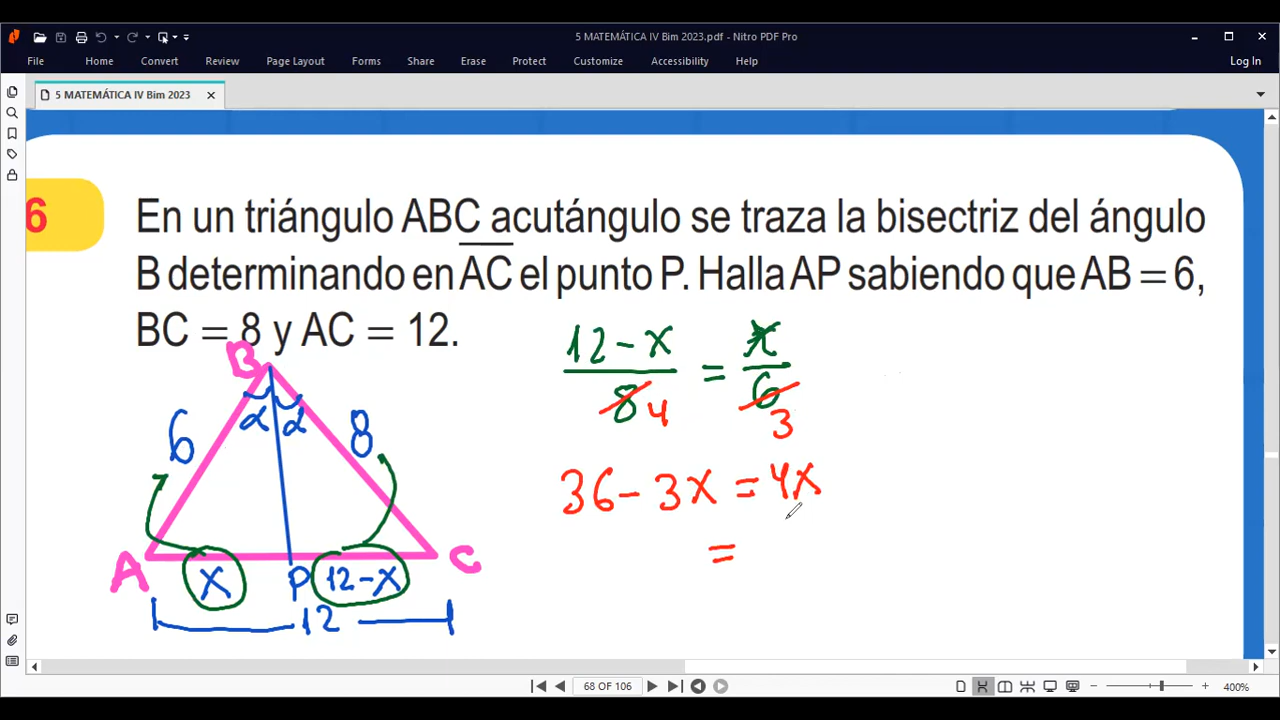 5 MATEMÁTICA IV Bim 2023.pdf - Nitro PDF Pro
File Home Convert Review Page Layout Forms Share Erase Protect Customize Accessibility Help Log In
5 MATEMÁTICA IV Bim 2023
6
En un triángulo ABC acutángulo se traza la bisectriz del ángulo
B determinando en AC el punto P. Halla AP sabiendo que AB = 6,
BC = 8 y AC = 12.
12 - x
8
=
x
6
4
3
36 - 3x = 4x
=
B
α α
6
8
A
x
P
12 - x
C
12
68 OF 106
400%